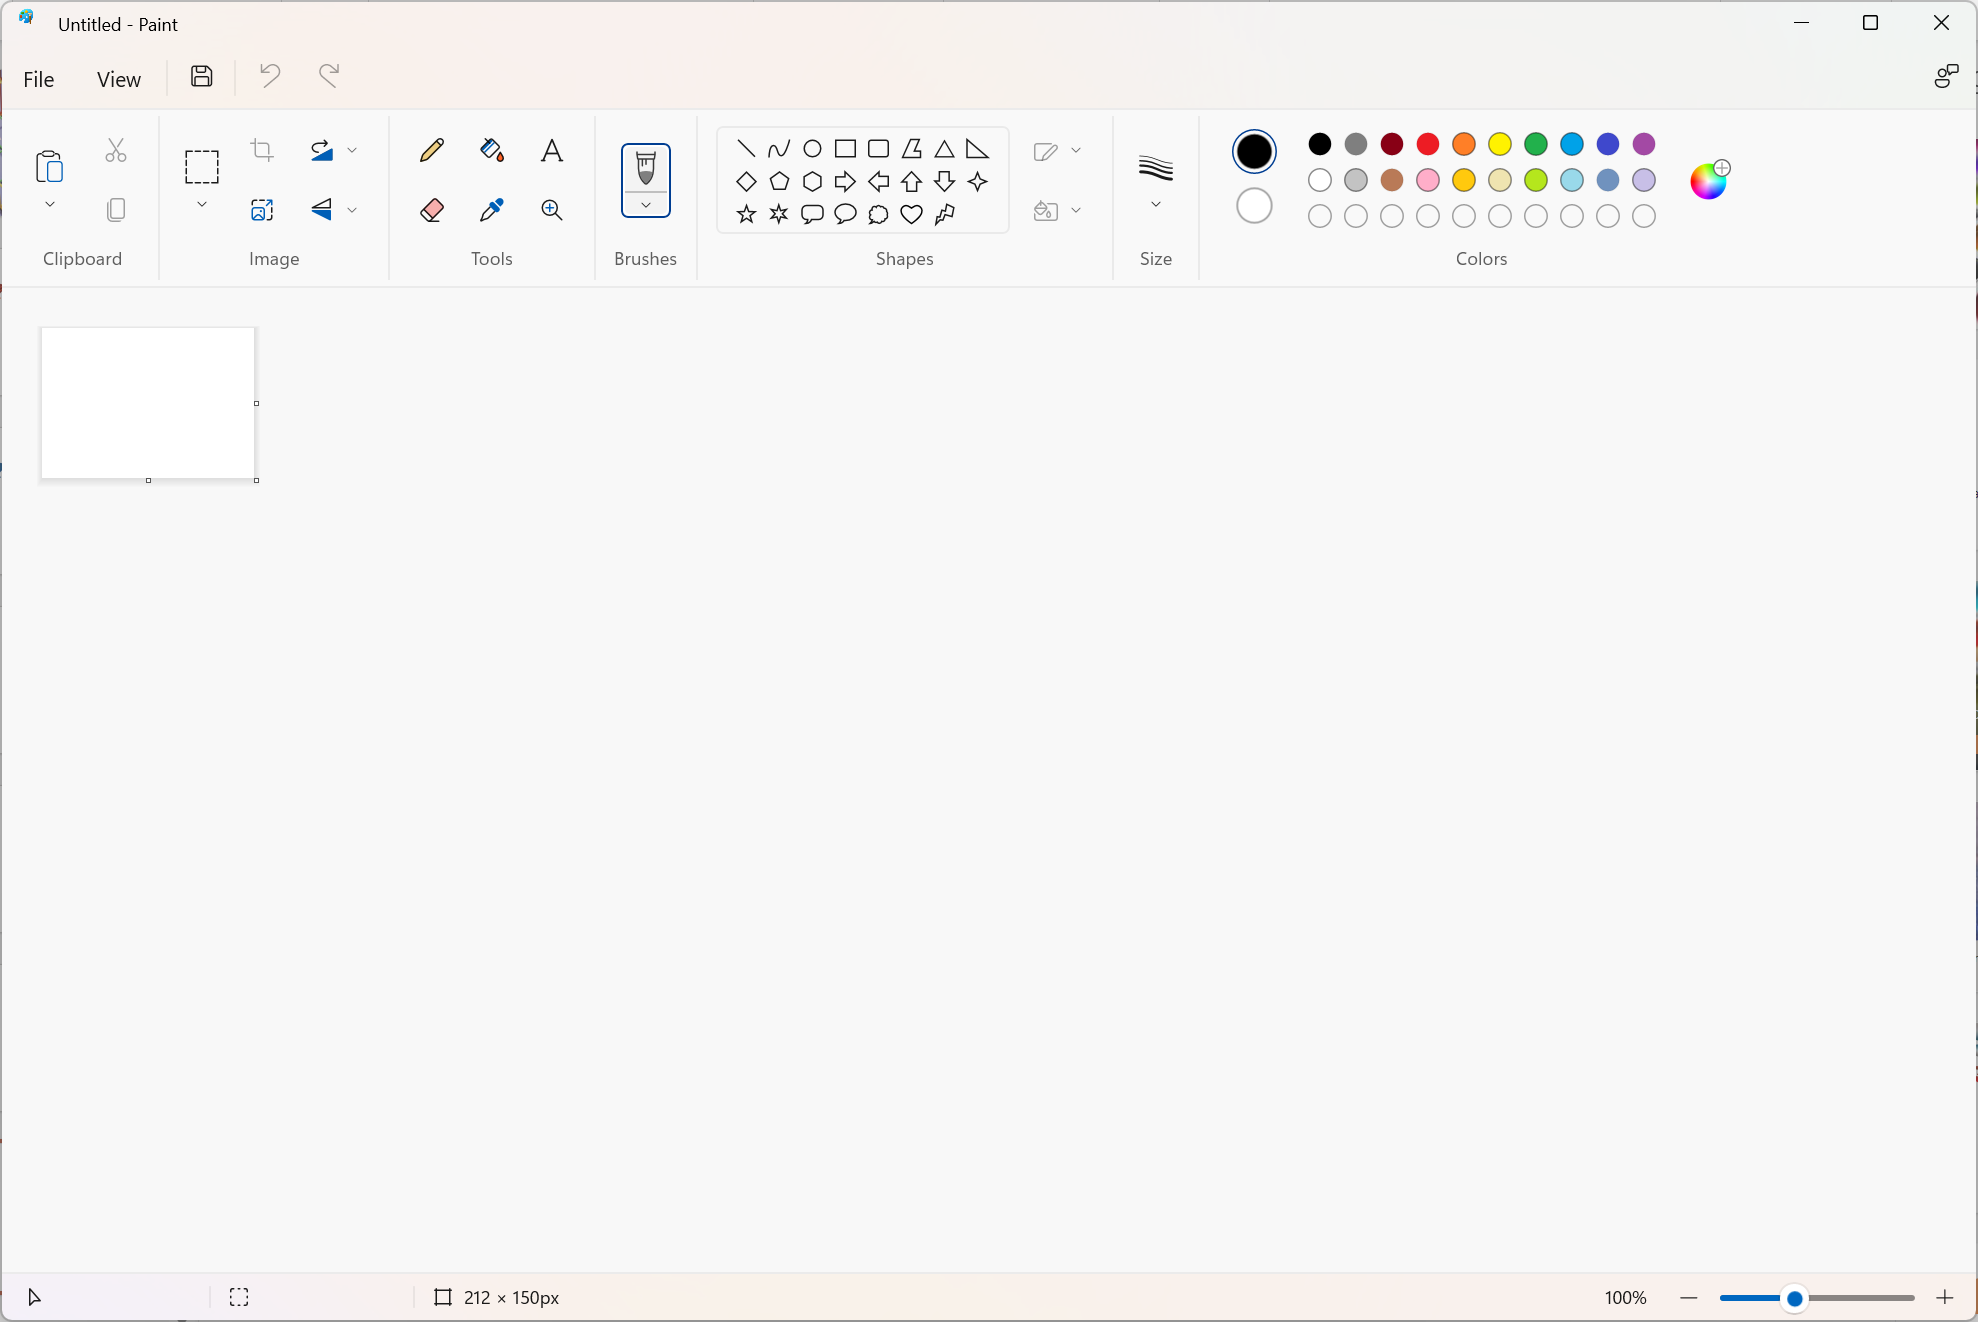 Untitled - Paint
File View
Clipboard Image Tools Brushes Shapes Size Colors
212 × 150px 100%